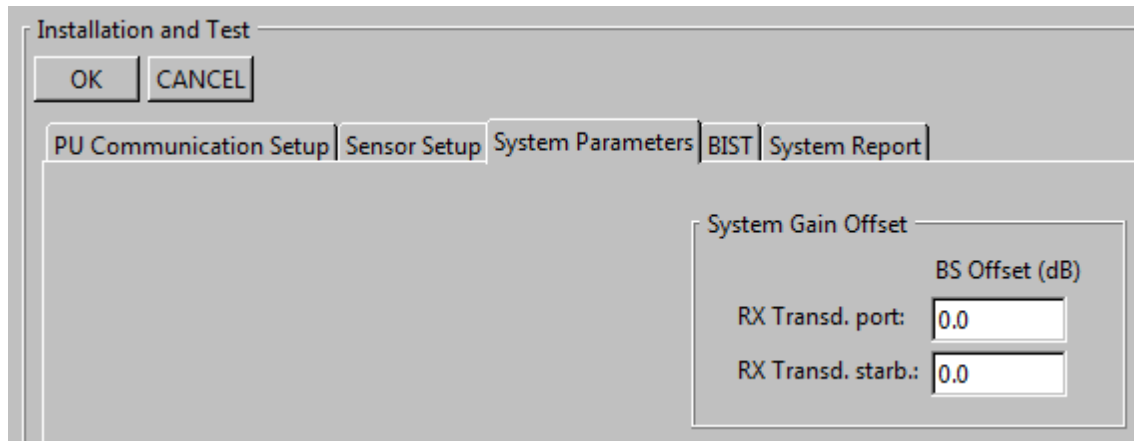 Installation and Test
OK CANCEL
PU Communication Setup Sensor Setup System Parameters BIST System Report
System Gain Offset
BS Offset (dB)
RX Transd. port: 0.0
RX Transd. starb.: 0.0